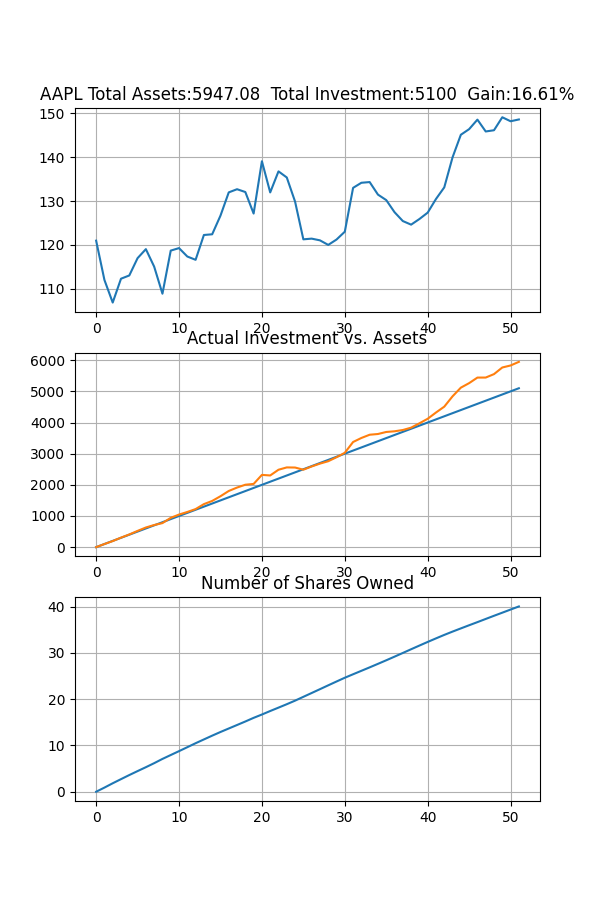 AAPL Total Assets:5947.08  Total Investment:5100  Gain:16.61%
150
140
130
120
110
0 10 20 30 40 50
Actual Investment vs. Assets
6000
5000
4000
3000
2000
1000
0
0 10 20 30 40 50
Number of Shares Owned
40
30
20
10
0
0 10 20 30 40 50